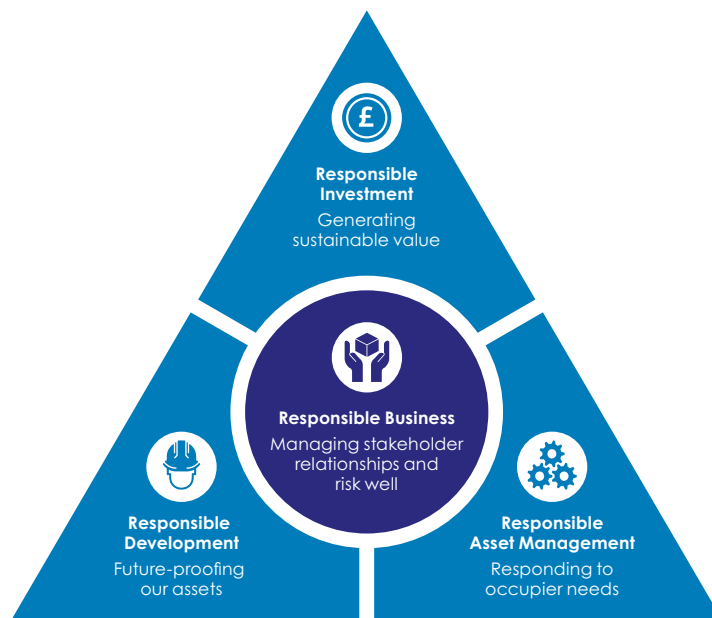 £
Responsible
Investment
Generating
sustainable value
Responsible Business
Managing stakeholder
relationships and
risk well
Responsible
Development
Future-proofing
our assets
Responsible
Asset Management
Responding to
occupier needs